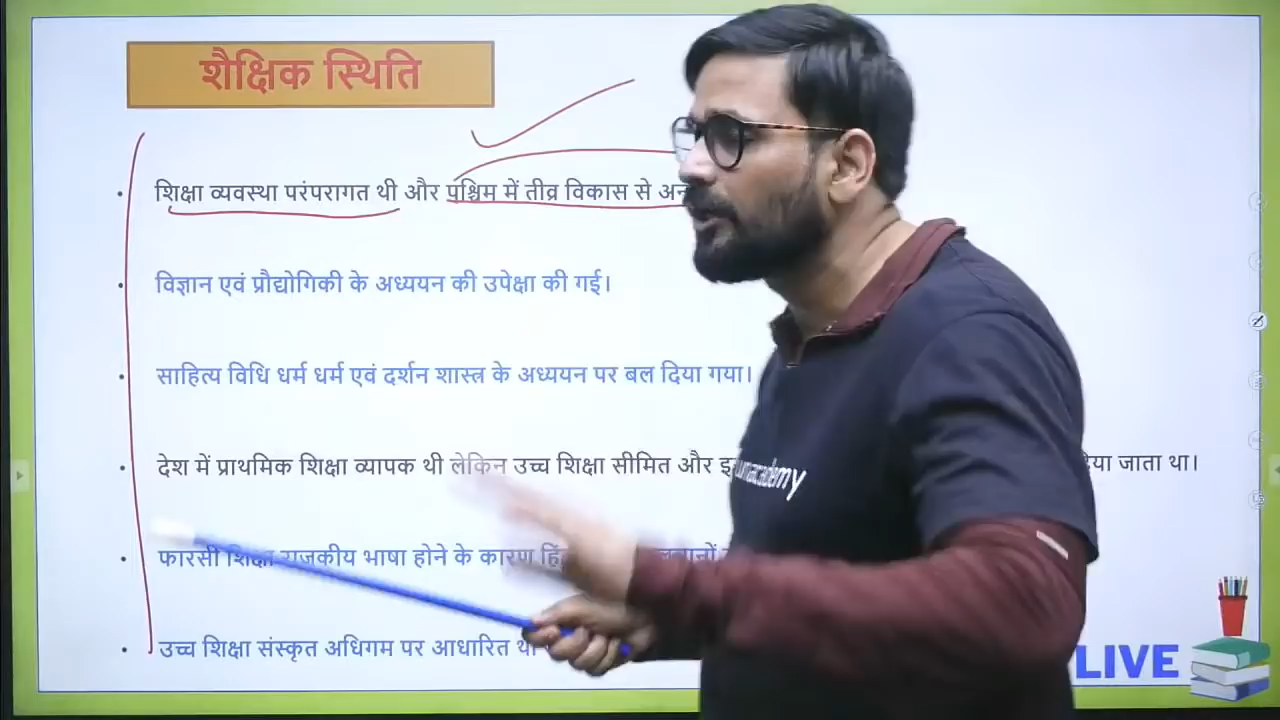 शैक्षिक स्थिति
शिक्षा व्यवस्था परंपरागत थी और पश्चिम में तीव्र विकास से
विज्ञान एवं प्रौद्योगिकी के अध्ययन की उपेक्षा की गई।
साहित्य विधि धर्म धर्म एवं दर्शन शास्त्र के अध्ययन पर बल दिया गया।
देश में प्राथमिक शिक्षा व्यापक थी लेकिन उच्च शिक्षा सीमित और जाता था।
फारसी शिक्षा राजकीय भाषा होने के कारण
उच्च शिक्षा संस्कृत अधिगम पर आधारित
unacademy
LIVE